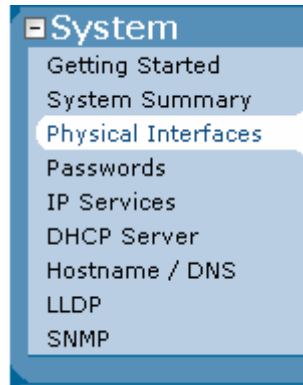 System
Getting Started
System Summary
Physical Interfaces
Passwords
IP Services
DHCP Server
Hostname / DNS
LLDP
SNMP